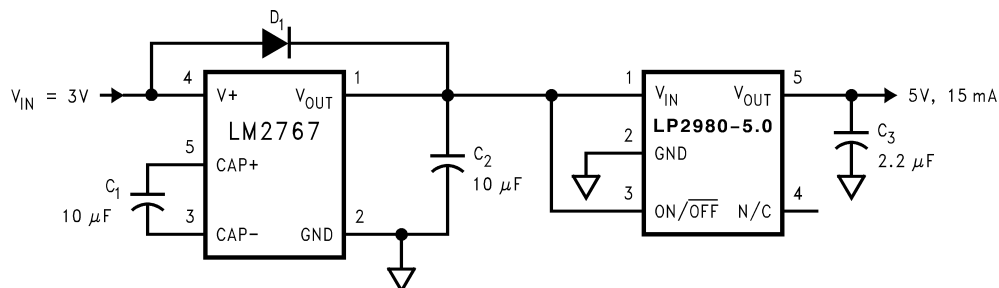 D1
VIN = 3V
4
V+
1
VOUT
LM2767
5
CAP+
C1
10 μF
3
CAP−
2
GND
C2
10 μF
1
VIN
5
VOUT
5V, 15 mA
LP2980-5.0
2
GND
C3
2.2 μF
3
ON/O̅F̅F̅
4
N/C